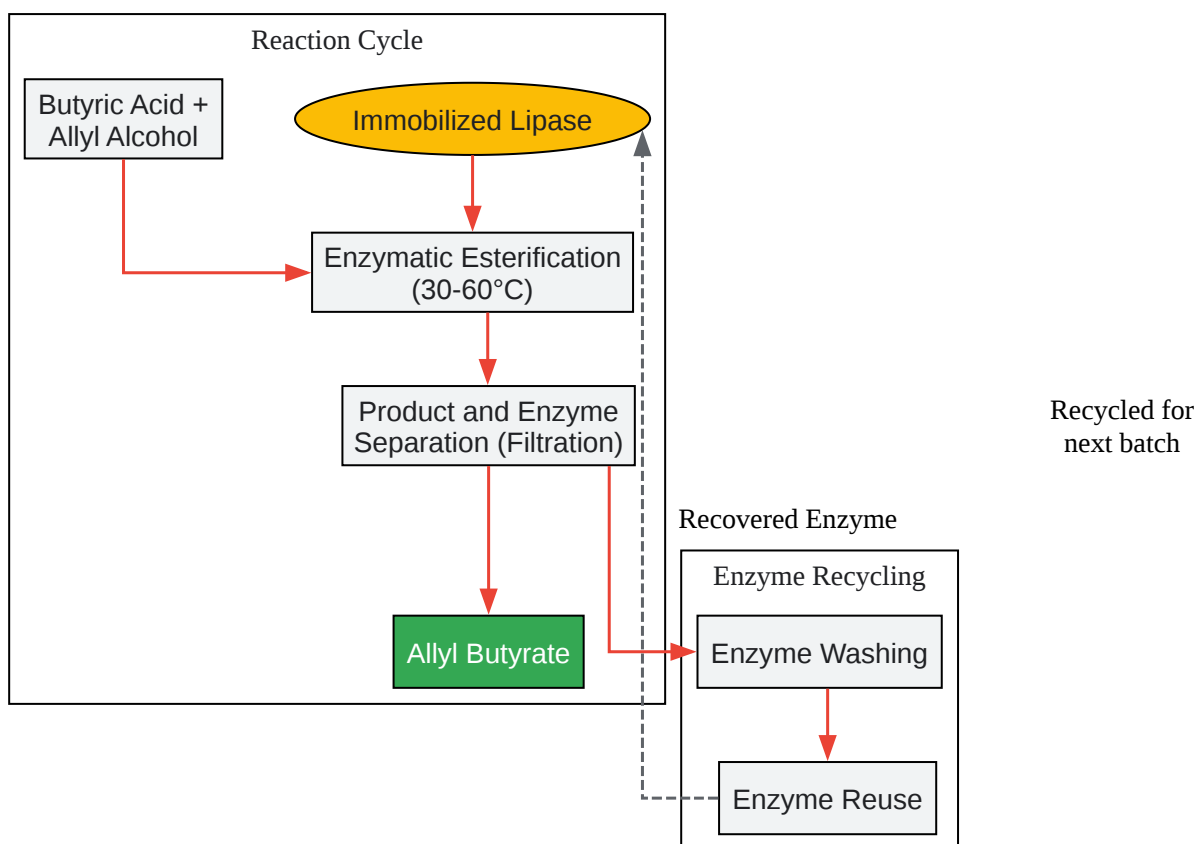 Reaction Cycle
Butyric Acid +
Allyl Alcohol
Immobilized Lipase
Enzymatic Esterification
(30-60°C)
Product and Enzyme
Separation (Filtration)
Recycled for
next batch
Recovered Enzyme
Enzyme Recycling
Allyl Butyrate
Enzyme Washing
Enzyme Reuse